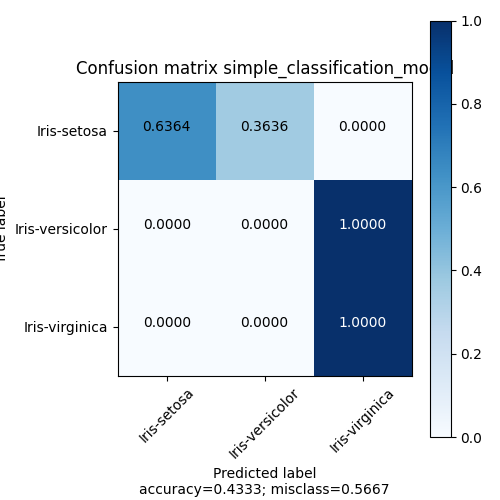 Confusion matrix simple_classification_mo
1.0
0.8
0.6
0.4
0.2
0.0
True label
Iris-setosa
Iris-versicolor
Iris-virginica
0.6364 0.3636 0.0000
0.0000 0.0000 1.0000
0.0000 0.0000 1.0000
Iris-setosa
Iris-versicolor
Iris-virginica
Predicted label
accuracy=0.4333; misclass=0.5667